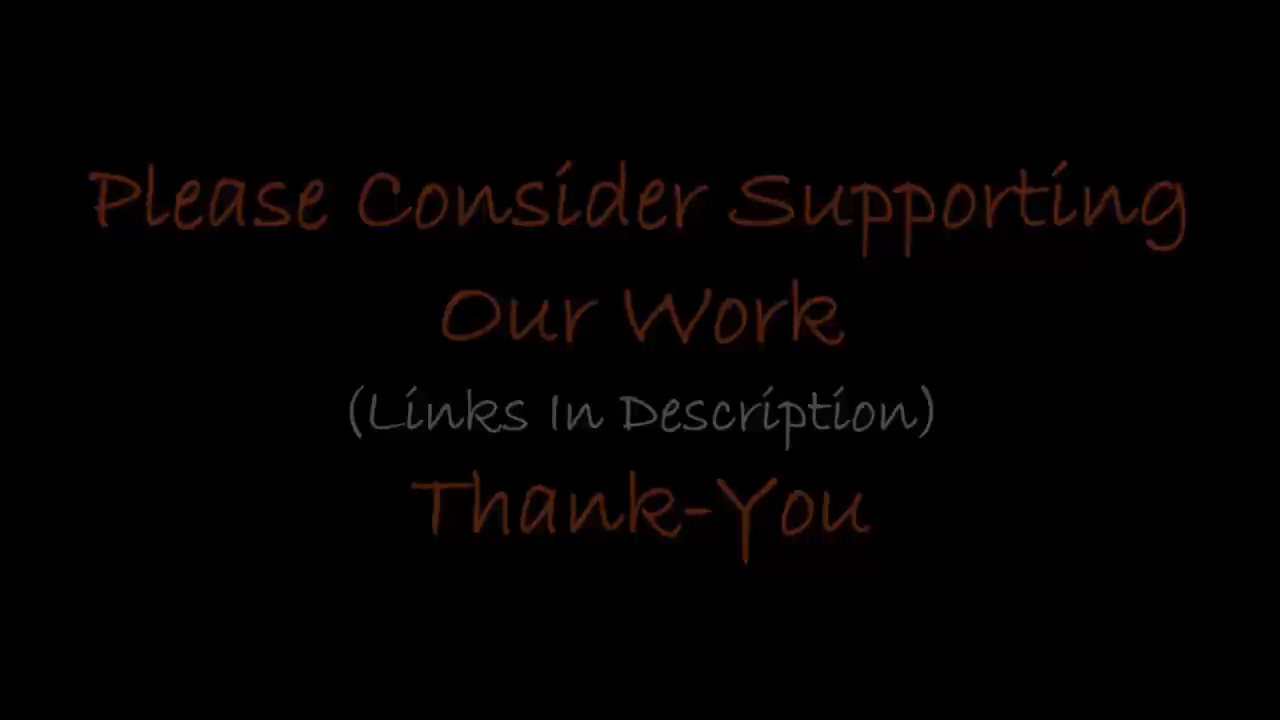 Please Consider Supporting
Our Work
(Links In Description)
Thank-You